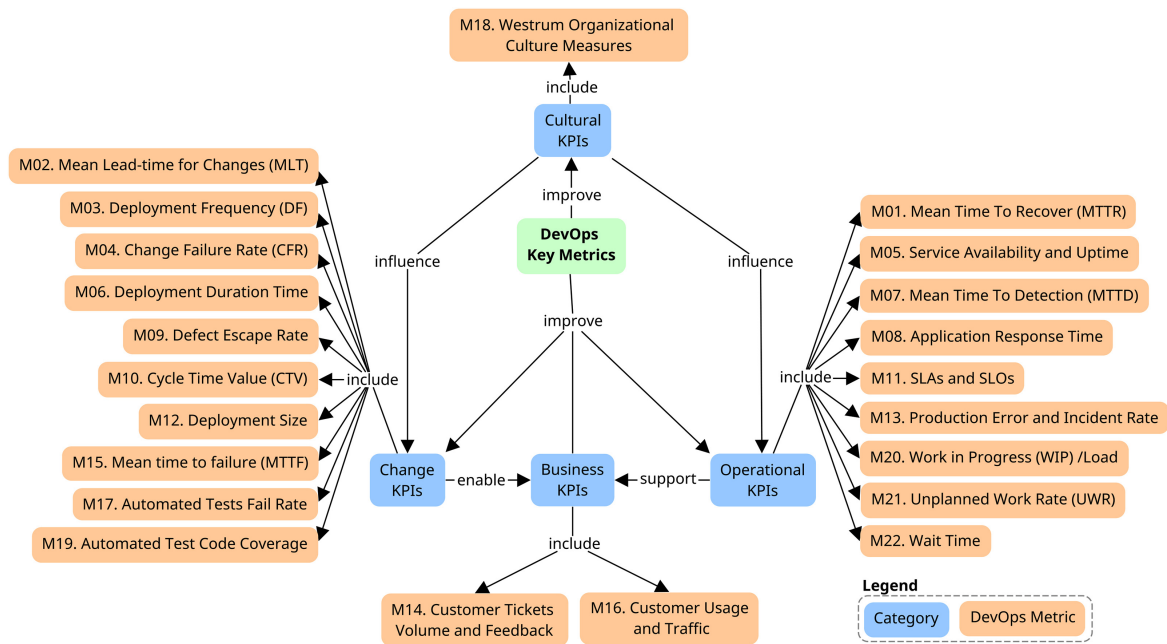 M18. Westrum Organizational
Culture Measures
include
Cultural
KPIs
improve
DevOps
Key Metrics
influence
influence
improve
M02. Mean Lead-time for Changes (MLT)
M03. Deployment Frequency (DF)
M04. Change Failure Rate (CFR)
M06. Deployment Duration Time
M09. Defect Escape Rate
M10. Cycle Time Value (CTV)
M12. Deployment Size
M15. Mean time to failure (MTTF)
M17. Automated Tests Fail Rate
M19. Automated Test Code Coverage
include
M01. Mean Time To Recover (MTTR)
M05. Service Availability and Uptime
M07. Mean Time To Detection (MTTD)
M08. Application Response Time
M11. SLAs and SLOs
M13. Production Error and Incident Rate
M20. Work in Progress (WIP) /Load
M21. Unplanned Work Rate (UWR)
M22. Wait Time
include
Change
KPIs
enable
Business
KPIs
support
Operational
KPIs
include
M14. Customer Tickets
Volume and Feedback
M16. Customer Usage
and Traffic
Legend
Category
DevOps Metric